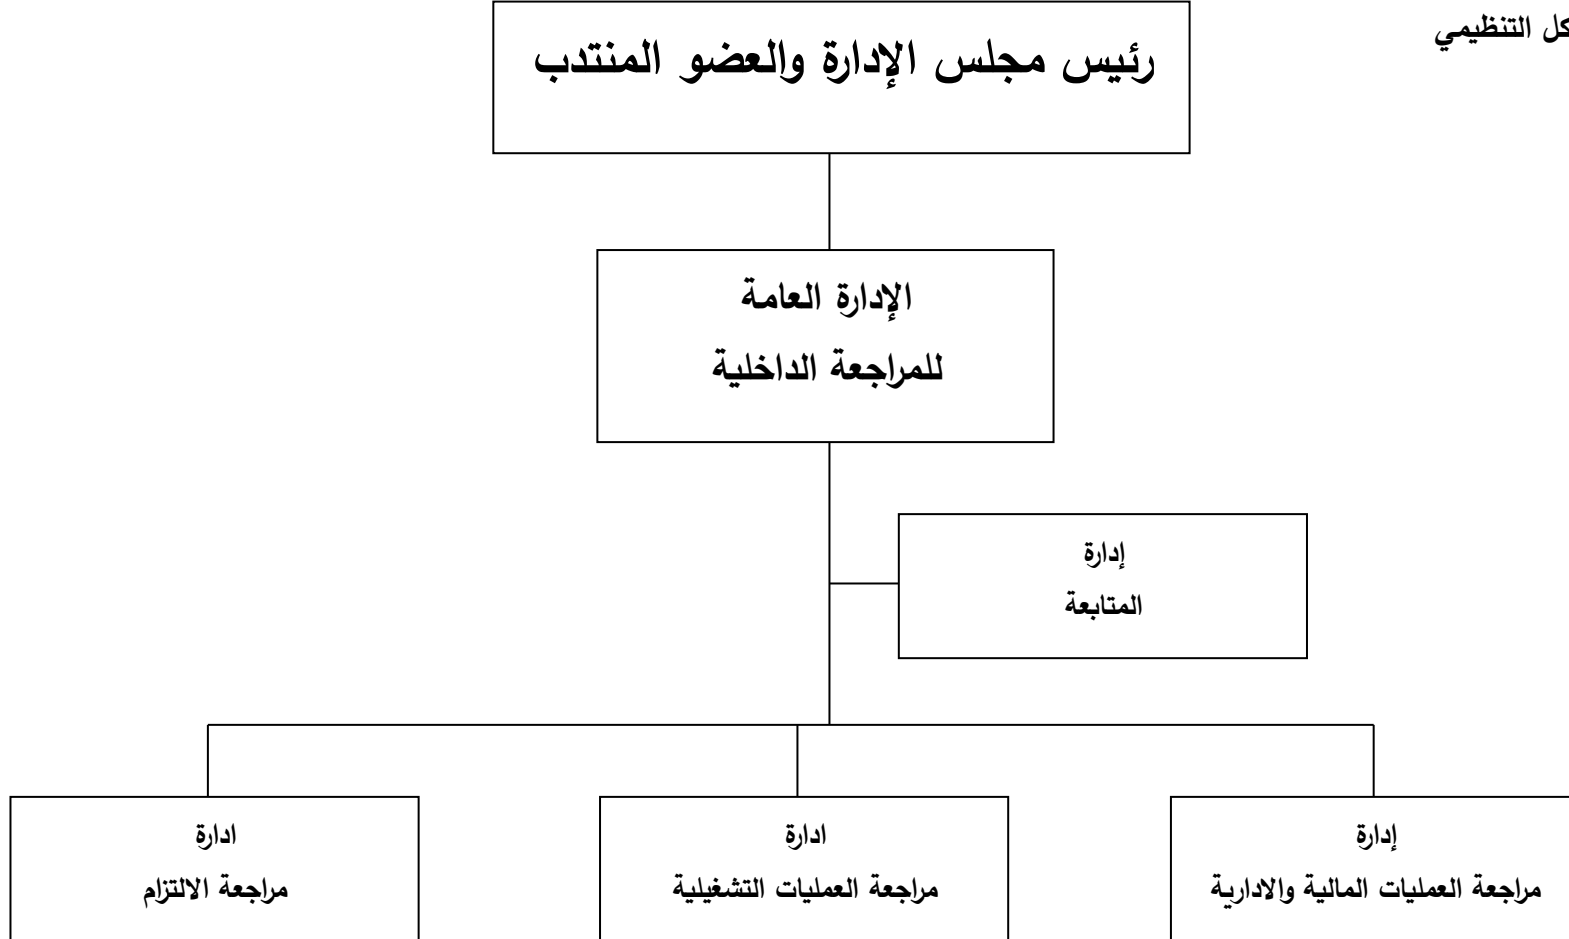 كل التنظيمي
رئيس مجلس الإدارة والعضو المنتدب
الإدارة العامة
للمراجعة الداخلية
إدارة
المتابعة
إدارة
مراجعة العمليات المالية والادارية
ادارة
مراجعة العمليات التشغيلية
ادارة
مراجعة الالتزام